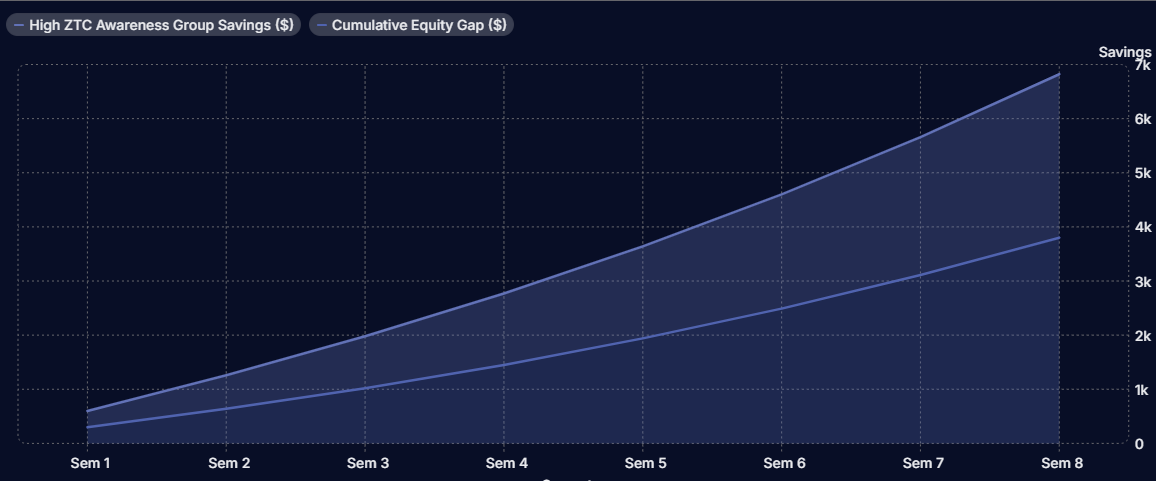 High ZTC Awareness Group Savings ($)
Cumulative Equity Gap ($)
Savings
7k
6k
5k
4k
3k
2k
1k
0
Sem 1
Sem 2
Sem 3
Sem 4
Sem 5
Sem 6
Sem 7
Sem 8